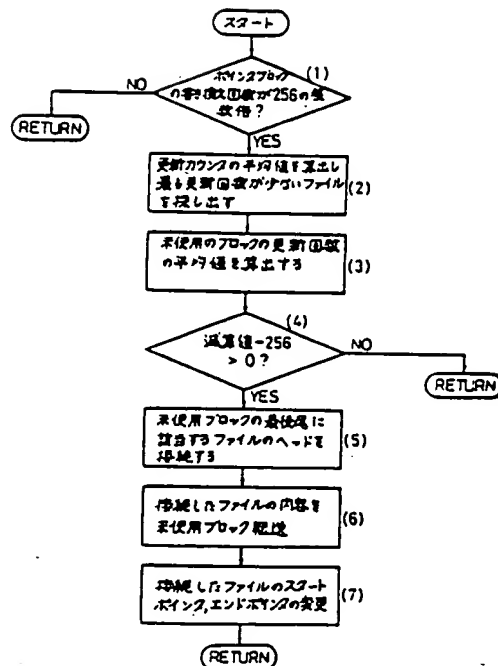 スタート
(1)
ポインタブロック
の書き換え回数が256の整
数倍?
NO
RETURN
YES
更新カウンタの平均値を算出し
最も更新回数が少ないファイル
を探し出す
(2)
未使用のブロックの更新回数
の平均値を算出する
(3)
(4)
減算値-256
> 0?
NO
RETURN
YES
未使用ブロックの最後尾に
該当するファイルのヘッドを
接続する
(5)
接続したファイルの内容を
未使用ブロック
(6)
接続したファイルのスタート
ポインタ,エンドポインタの変更
(7)
RETURN